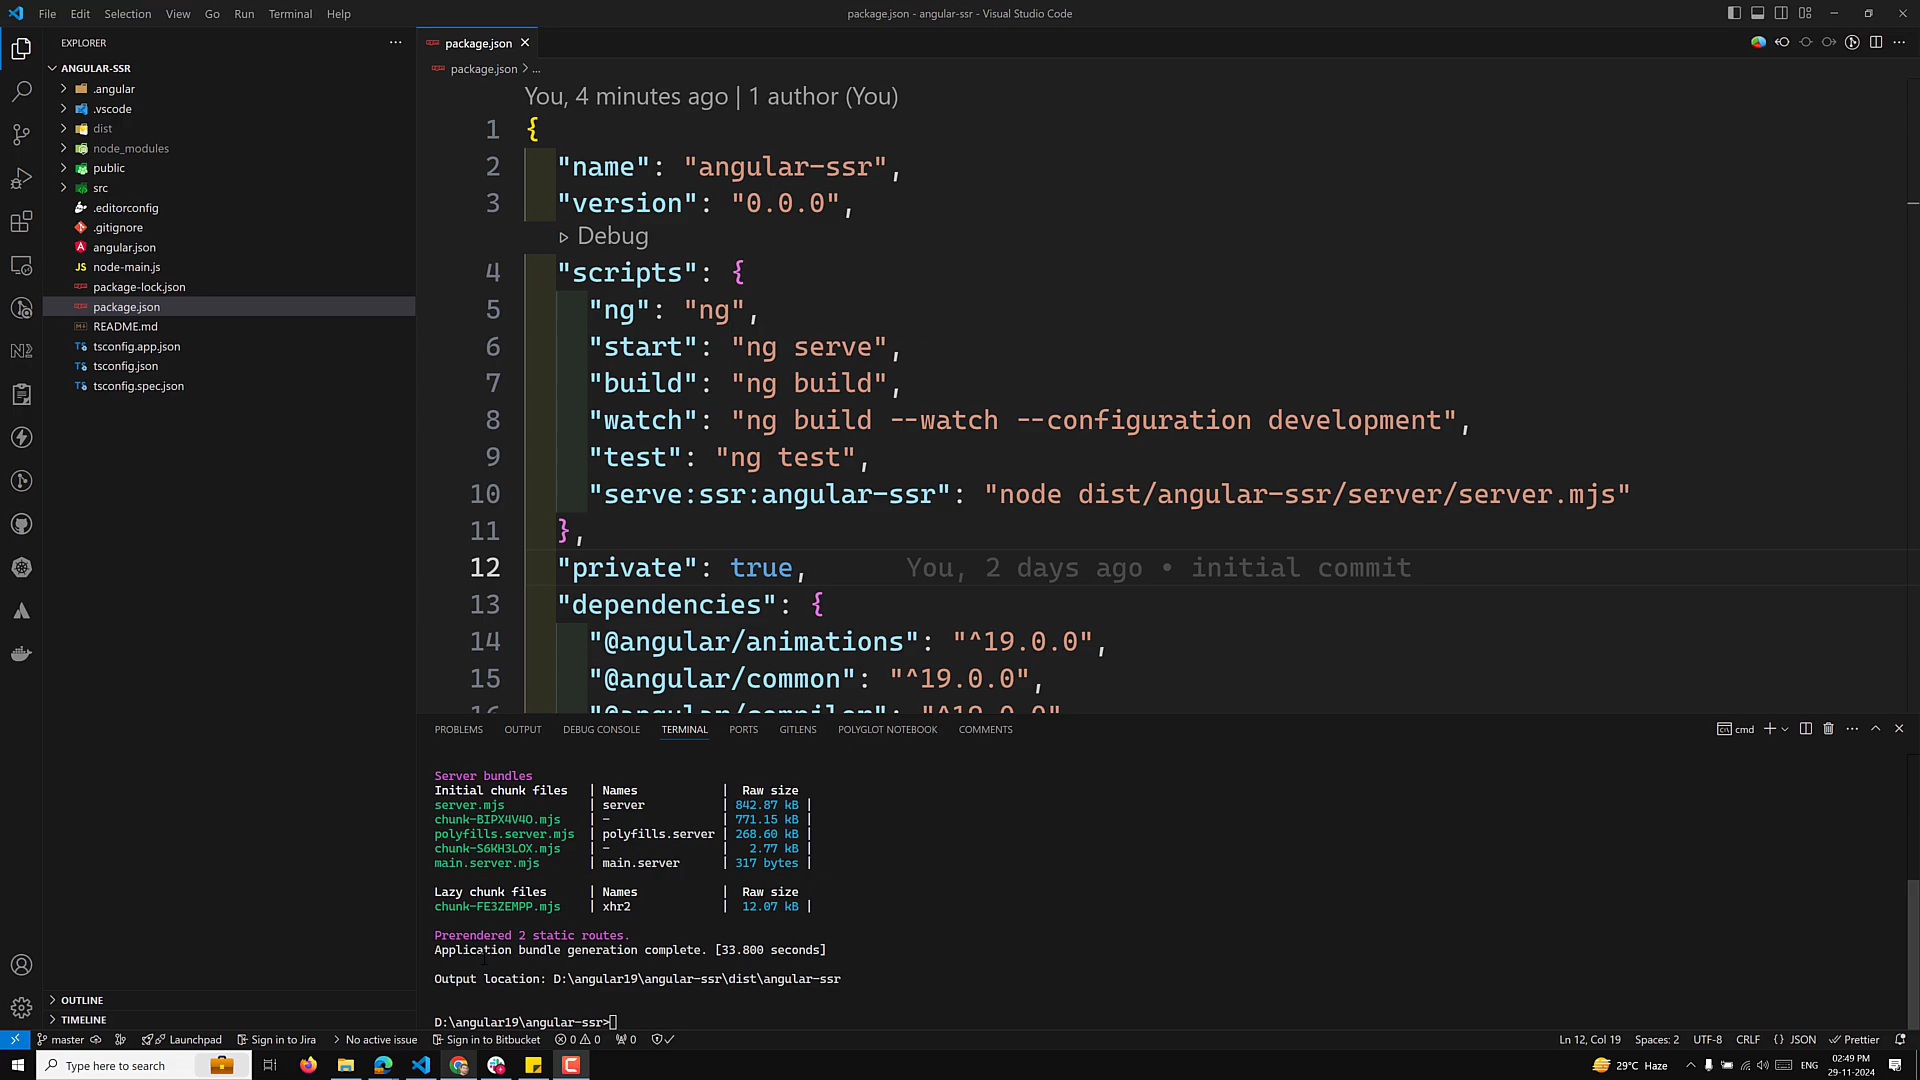 File Edit Selection View Go Run Terminal Help
package.json - angular-ssr - Visual Studio Code
EXPLORER
ANGULAR-SSR
.angular
.vscode
dist
node_modules
public
src
.editorconfig
.gitignore
angular.json
node-main.js
package-lock.json
package.json
README.md
tsconfig.app.json
tsconfig.json
tsconfig.spec.json
OUTLINE
TIMELINE
package.json
package.json > ...
You, 4 minutes ago | 1 author (You)
1 {
2 "name": "angular-ssr",
3 "version": "0.0.0",
Debug
4 "scripts": {
5 "ng": "ng",
6 "start": "ng serve",
7 "build": "ng build",
8 "watch": "ng build --watch --configuration development",
9 "test": "ng test",
10 "serve:ssr:angular-ssr": "node dist/angular-ssr/server/server.mjs"
11 },
12 "private": true, You, 2 days ago • initial commit
13 "dependencies": {
14 "@angular/animations": "^19.0.0",
15 "@angular/common": "^19.0.0",
16 "@angular/compiler": "^19.0.0"
PROBLEMS OUTPUT DEBUG CONSOLE TERMINAL PORTS GITLENS POLYGLOT NOTEBOOK COMMENTS
cmd
Server bundles
Initial chunk files | Names | Raw size
server.mjs | server | 842.87 kB |
chunk-BIPX4V4O.mjs | - | 771.15 kB |
polyfills.server.mjs | polyfills.server | 268.60 kB |
chunk-S6KH3LOX.mjs | - | 2.77 kB |
main.server.mjs | main.server | 317 bytes |
Lazy chunk files | Names | Raw size
chunk-FE3ZEMPP.mjs | xhr2 | 12.07 kB |
Prerendered 2 static routes.
Application bundle generation complete. [33.800 seconds]
Output location: D:\angular19\angular-ssr\dist\angular-ssr
D:\angular19\angular-ssr>
master Launchpad Sign in to Jira No active issue Sign in to Bitbucket 0 0 0
Ln 12, Col 19 Spaces: 2 UTF-8 CRLF {} JSON Prettier
Type here to search
29°C Haze ENG
02:49 PM
29-11-2024